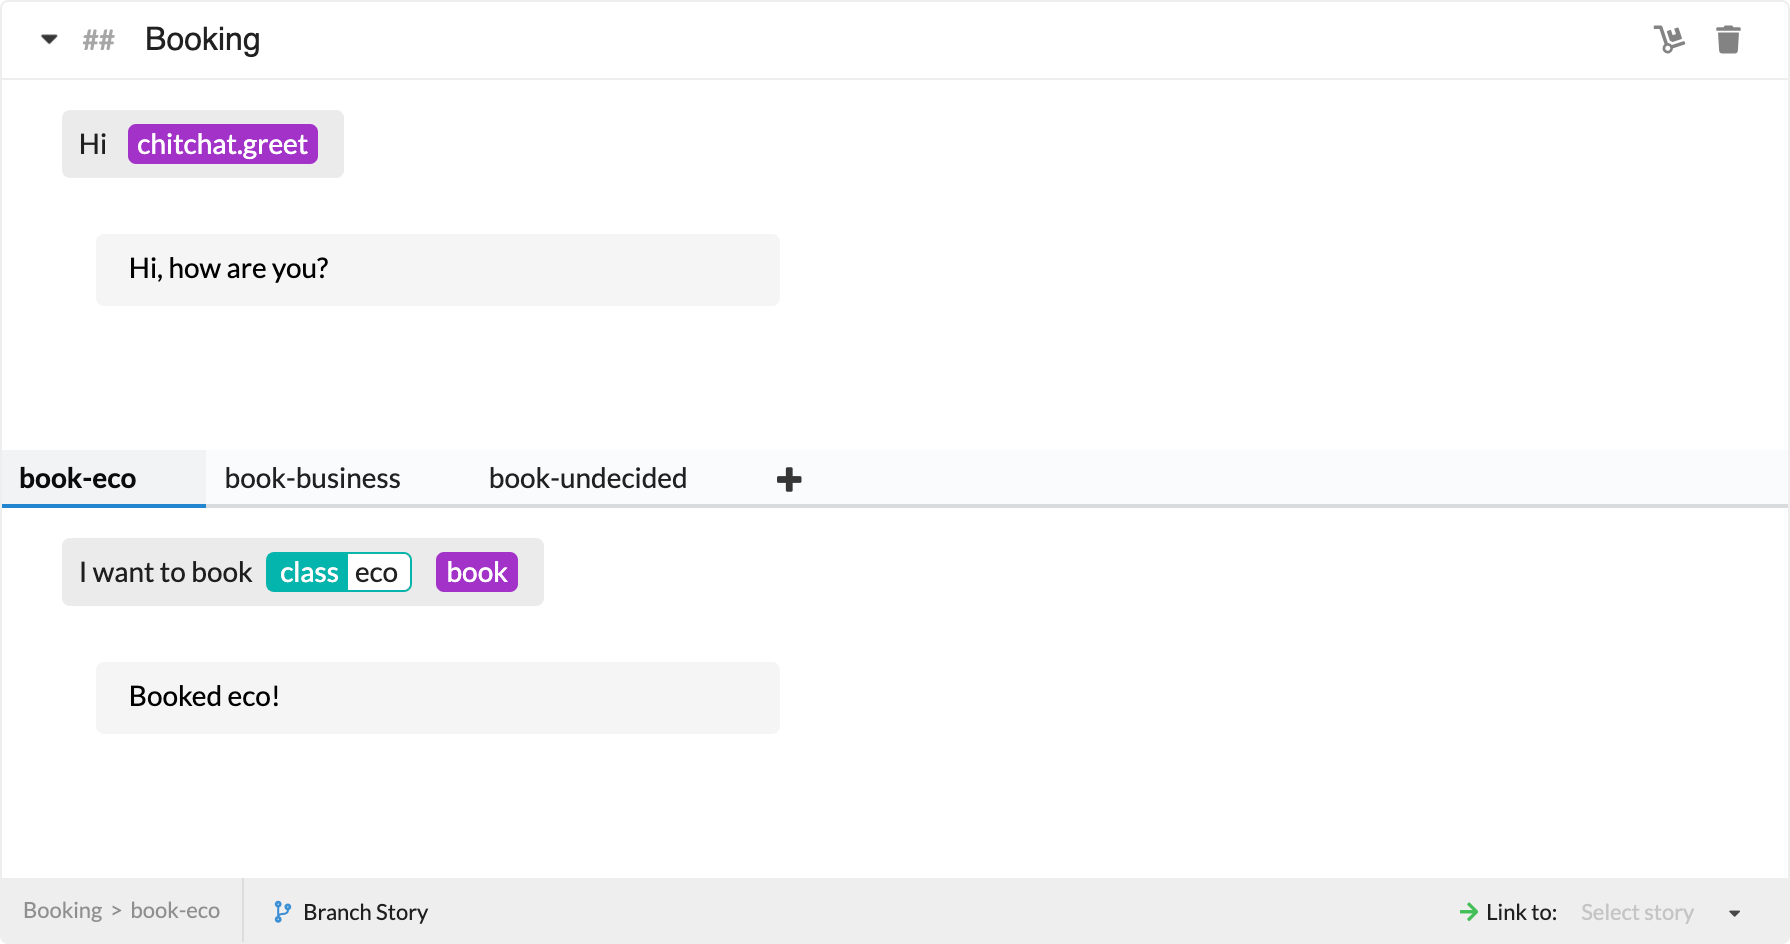 ## Booking
Hi chitchat.greet
Hi, how are you?
book-eco book-business book-undecided
I want to book class eco book
Booked eco!
Booking > book-eco Branch Story Link to: Select story